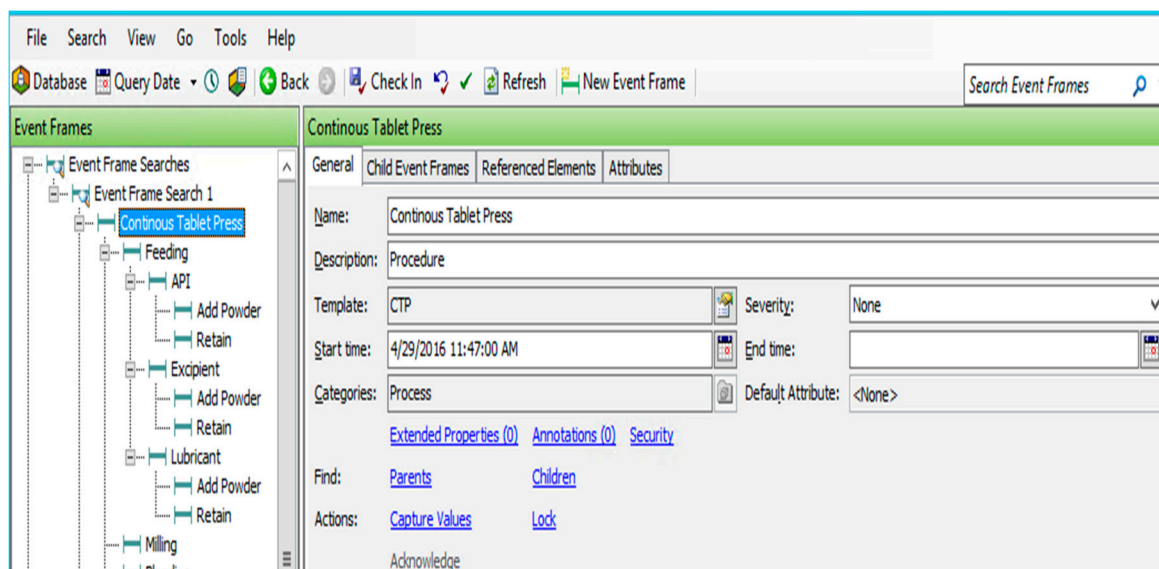 File Search View Go Tools Help
Database Query Date Back Check In Refresh New Event Frame Search Event Frames
Event Frames
Event Frame Searches
Event Frame Search 1
Continous Tablet Press
Feeding
API
Add Powder
Retain
Excipient
Add Powder
Retain
Lubricant
Add Powder
Retain
Milling
Continous Tablet Press
General Child Event Frames Referenced Elements Attributes
Name: Continous Tablet Press
Description: Procedure
Template: CTP Severity: None
Start time: 4/29/2016 11:47:00 AM End time:
Categories: Process Default Attribute: <None>
Extended Properties (0) Annotations (0) Security
Find: Parents Children
Actions: Capture Values Lock
Acknowledge